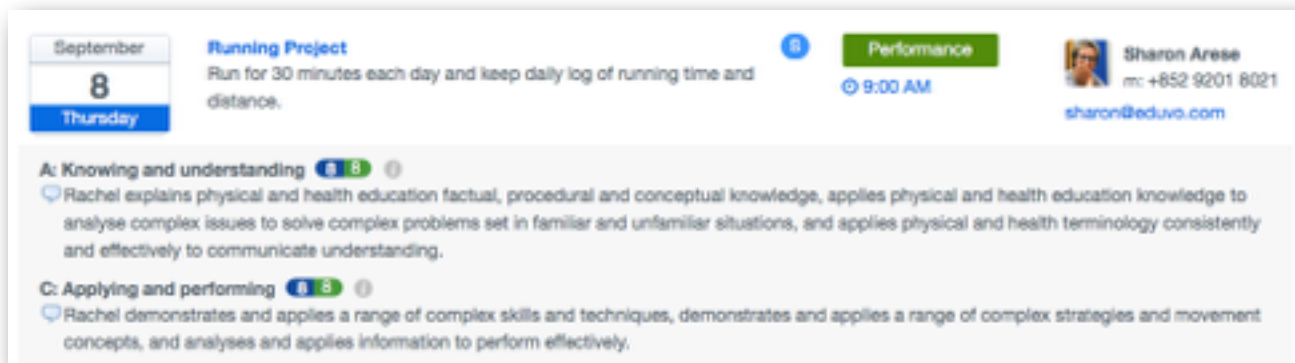 September
8
Thursday
Running Project
Run for 30 minutes each day and keep daily log of running time and
distance.
S
Performance
9:00 AM
Sharon Arese
m: +852 9201 8021
sharon@eduvo.com
A: Knowing and understanding 8 8
Rachel explains physical and health education factual, procedural and conceptual knowledge, applies physical and health education knowledge to
analyse complex issues to solve complex problems set in familiar and unfamiliar situations, and applies physical and health terminology consistently
and effectively to communicate understanding.
C: Applying and performing 8 8
Rachel demonstrates and applies a range of complex skills and techniques, demonstrates and applies a range of complex strategies and movement
concepts, and analyses and applies information to perform effectively.